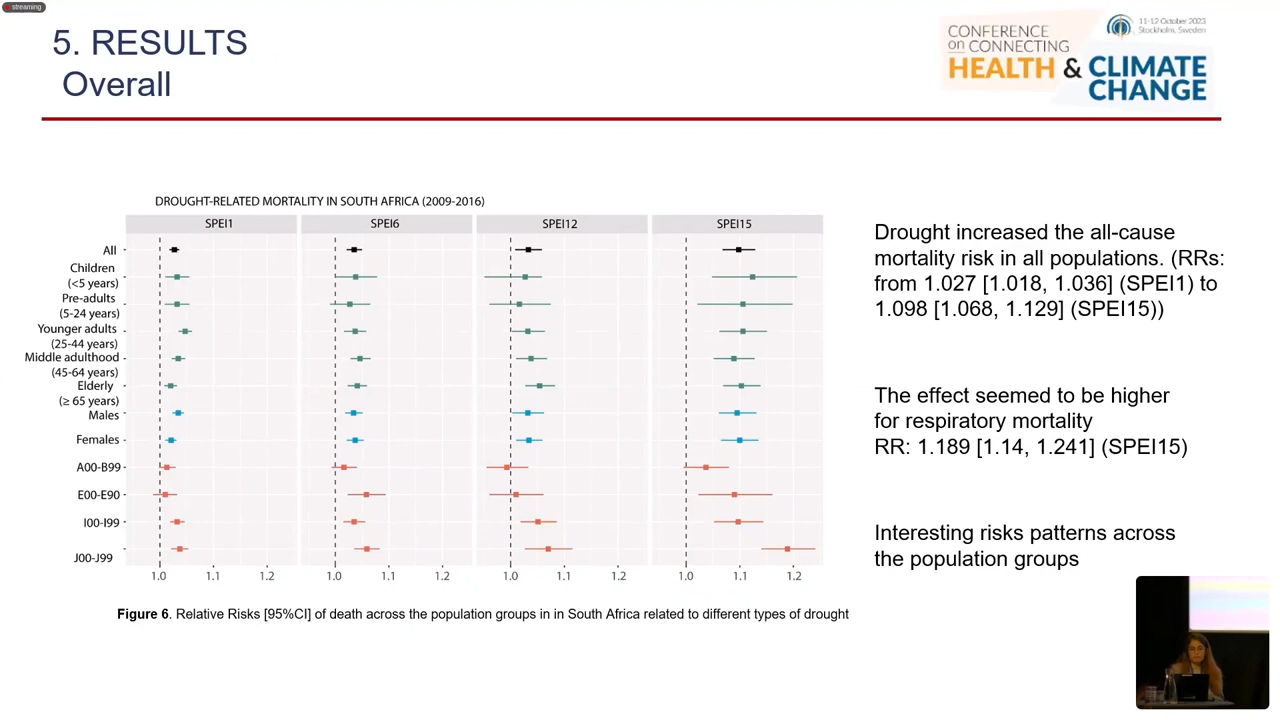 streaming
5. RESULTS
Overall
CONFERENCE
on CONNECTING
HEALTH & CLIMATE
CHANGE
11-12 October 2023
Stockholm, Sweden
DROUGHT-RELATED MORTALITY IN SOUTH AFRICA (2009-2016)
SPEI1 SPEI6 SPEI12 SPEI15
All
Children
(<5 years)
Pre-adults
(5-24 years)
Younger adults
(25-44 years)
Middle adulthood
(45-64 years)
Elderly
(≥ 65 years)
Males
Females
A00-B99
E00-E90
I00-I99
J00-J99
1.0 1.1 1.2 1.0 1.1 1.2 1.0 1.1 1.2 1.0 1.1 1.2
Figure 6. Relative Risks [95%CI] of death across the population groups in in South Africa related to different types of drought
Drought increased the all-cause
mortality risk in all populations. (RRs:
from 1.027 [1.018, 1.036] (SPEI1) to
1.098 [1.068, 1.129] (SPEI15))
The effect seemed to be higher
for respiratory mortality
RR: 1.189 [1.14, 1.241] (SPEI15)
Interesting risks patterns across
the population groups